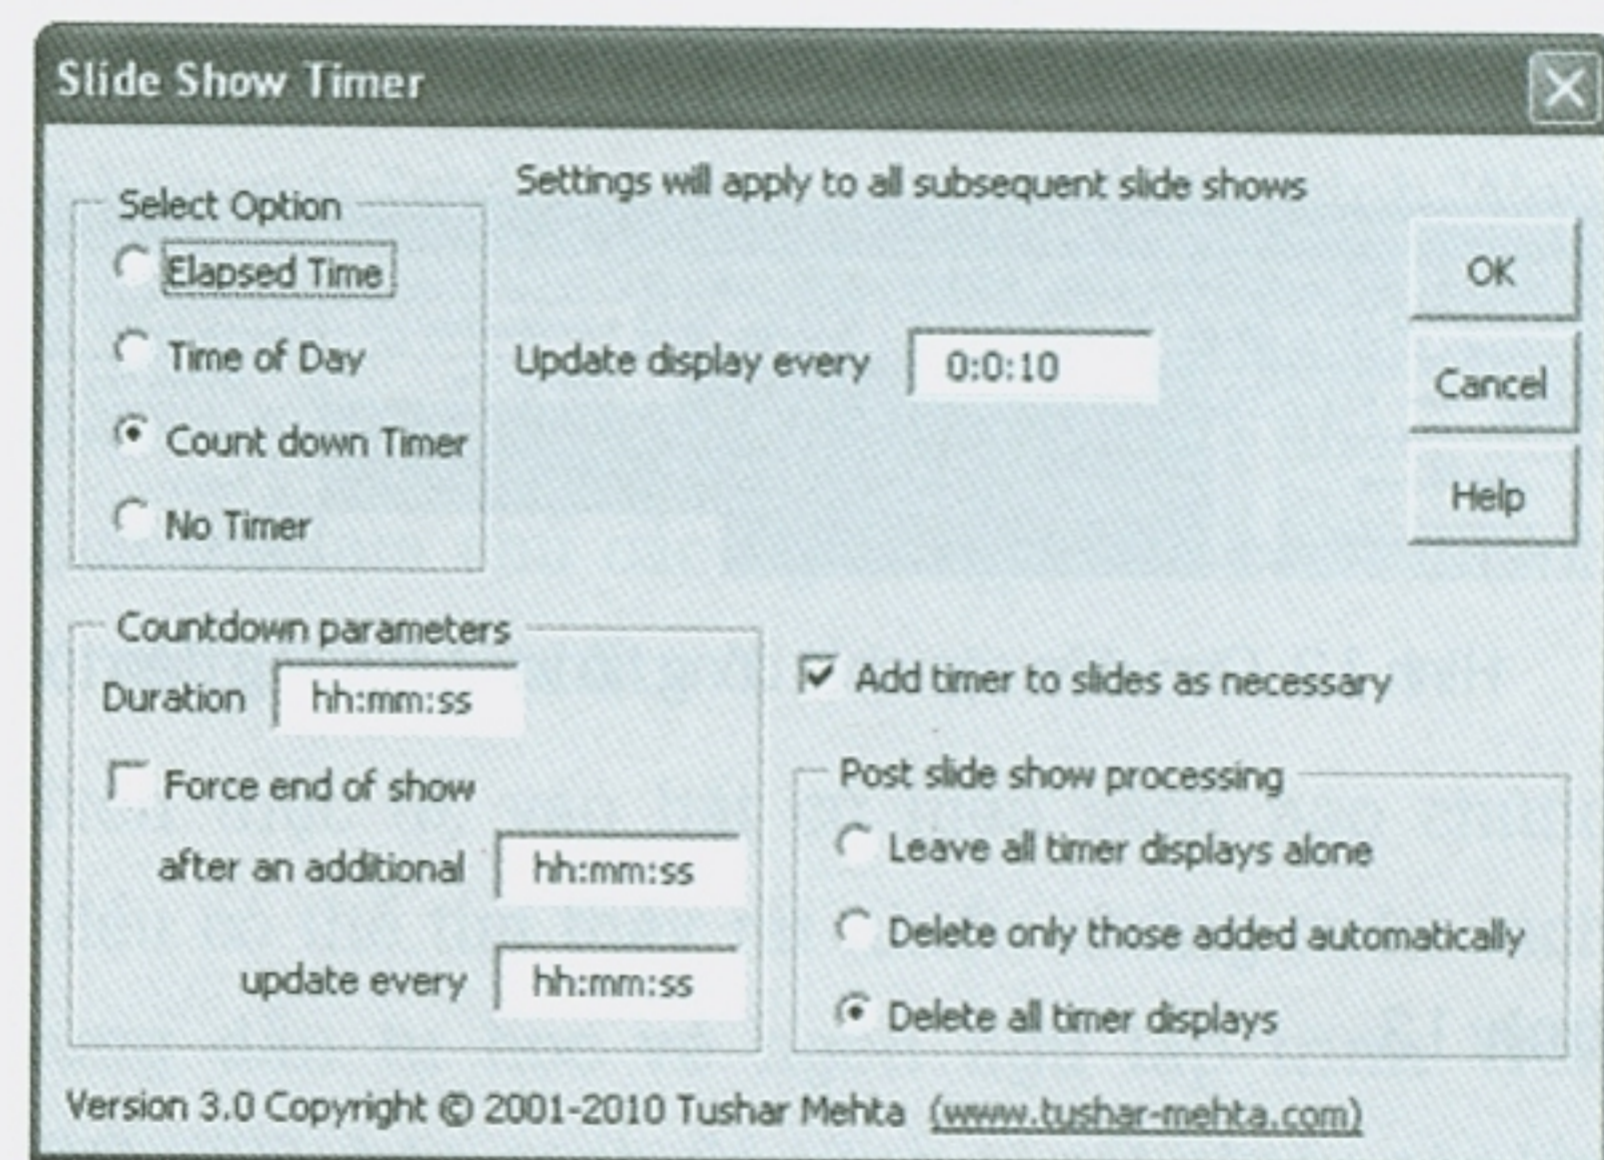 Slide Show Timer
Settings will apply to all subsequent slide shows
Select Option
Elapsed Time
Time of Day
Count down Timer
No Timer
Update display every 0:0:10
OK
Cancel
Help
Countdown parameters
Duration hh:mm:ss
Force end of show
after an additional hh:mm:ss
update every hh:mm:ss
Add timer to slides as necessary
Post slide show processing
Leave all timer displays alone
Delete only those added automatically
Delete all timer displays
Version 3.0 Copyright © 2001-2010 Tushar Mehta (www.tushar-mehta.com)